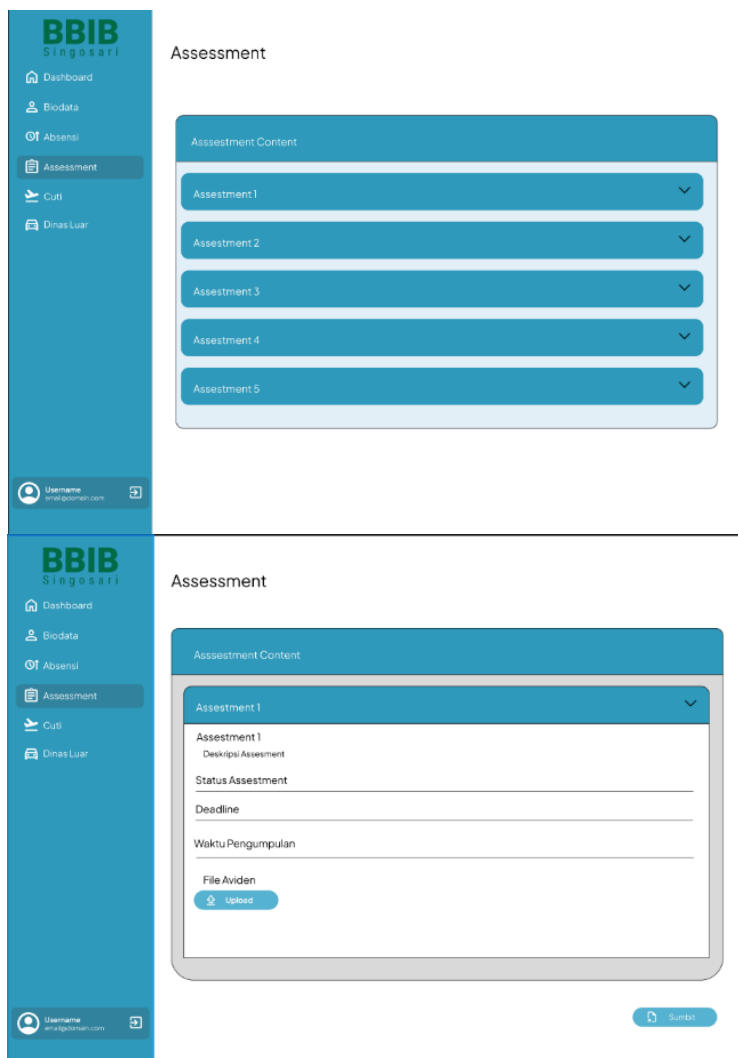 BBIB
Singosari
Dashboard
Biodata
Absensi
Assessment
Cuti
Dinas Luar
Username
email@domain.com
Assessment
Asssestment Content
Assestment 1
Assestment 2
Assestment 3
Assestment 4
Assestment 5
BBIB
Singosari
Dashboard
Biodata
Absensi
Assessment
Cuti
Dinas Luar
Username
email@domain.com
Assessment
Asssestment Content
Assestment 1
Assestment 1
Deskripsi Assesment
Status Assestment
Deadline
Waktu Pengumpulan
File Aviden
Upload
Sumbit